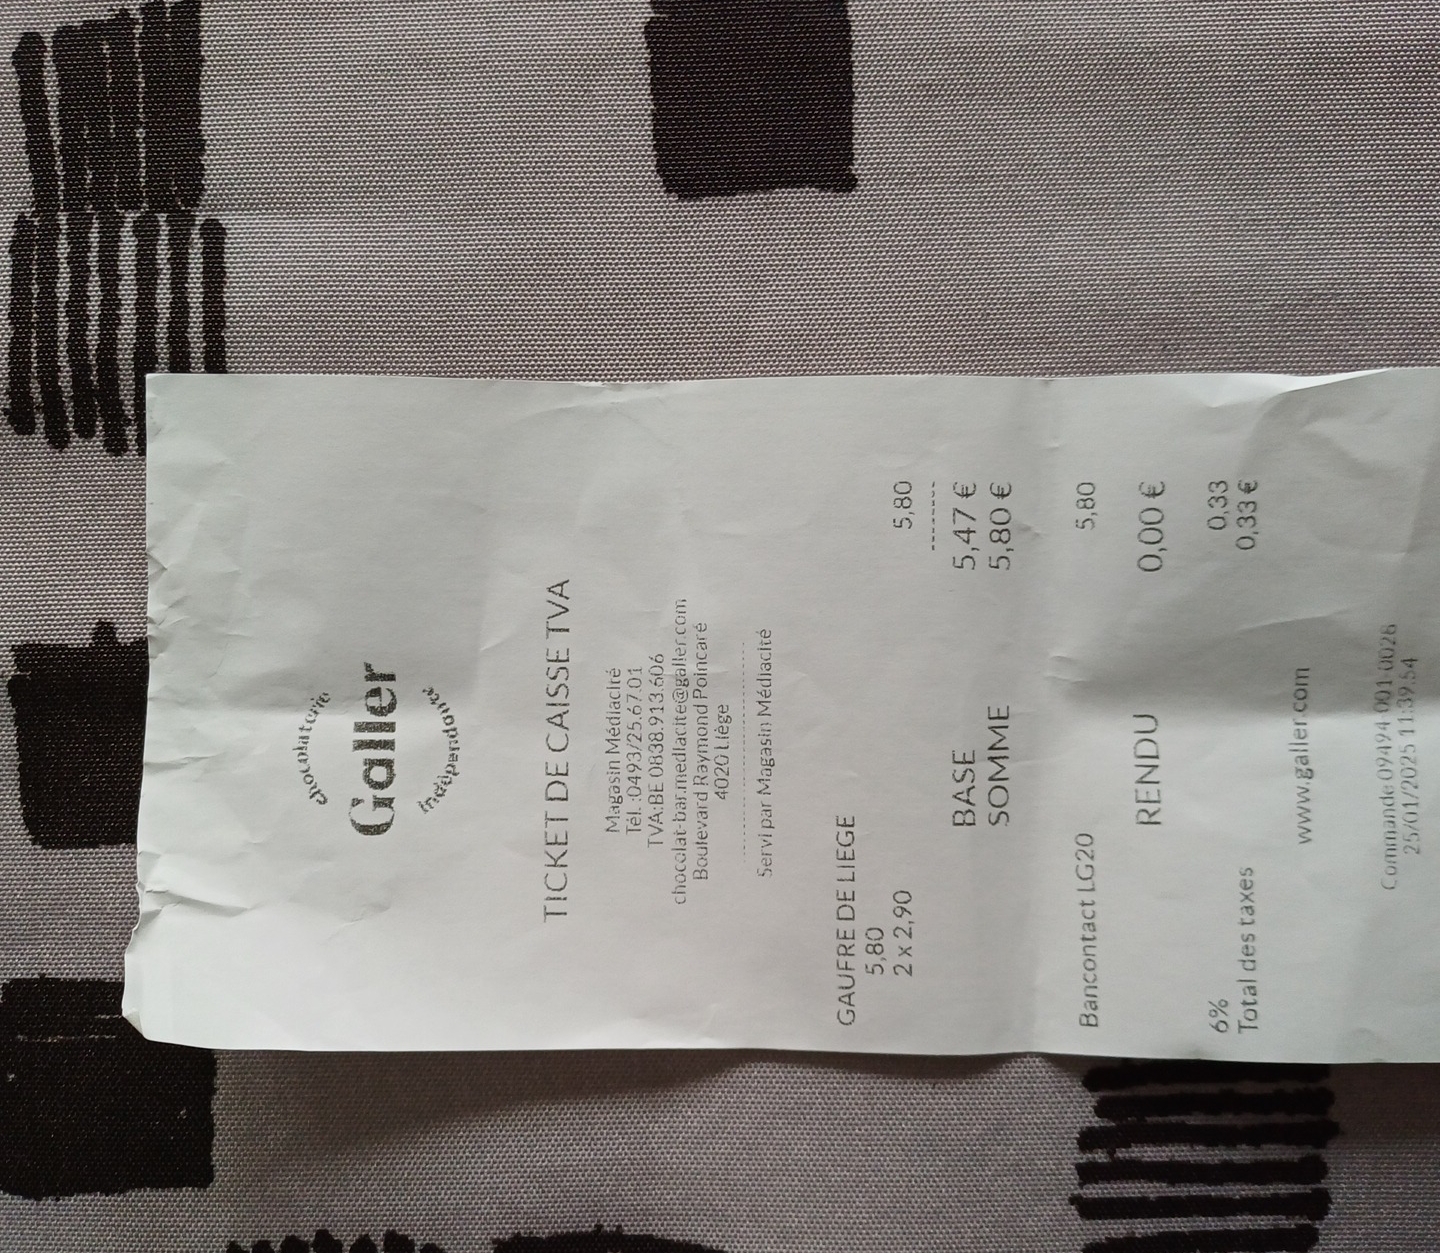 chocolaterie
Galler
indépendante
TICKET DE CAISSE TVA
Magasin Médiacité
Tél. :0493/25.67.01
TVA:BE 0838.913.606
chocolat-bar.mediacite@galler.com
Boulevard Raymond Poincaré
4020 Liège
Servi par Magasin Médiacité
GAUFRE DE LIEGE
5,80
2 x 2,90 5,80
BASE 5,47 €
SOMME 5,80 €
Bancontact LG20 5,80
RENDU 0,00 €
6% 0,33
Total des taxes 0,33 €
www.galler.com
Commande 09494-001-0026
25/01/2025 11:39:54